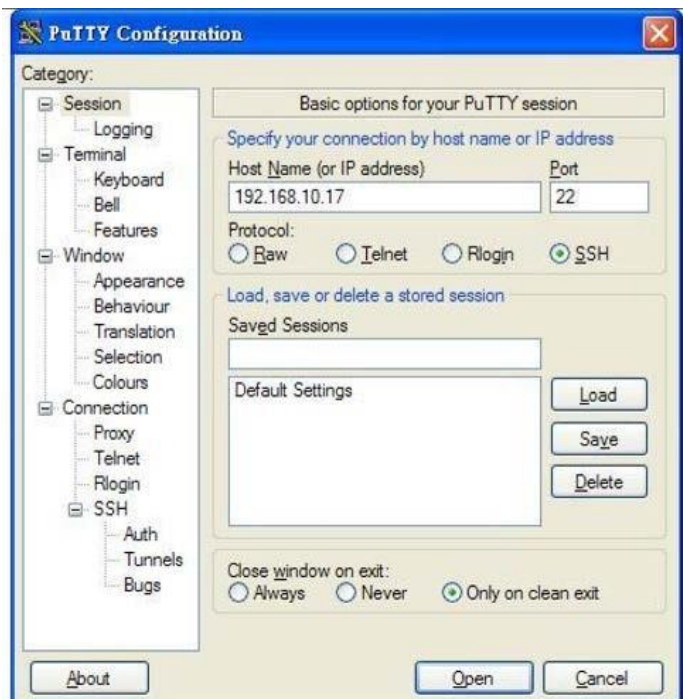 PuTTY Configuration
Category:
Session
Logging
Terminal
Keyboard
Bell
Features
Window
Appearance
Behaviour
Translation
Selection
Colours
Connection
Proxy
Telnet
Rlogin
SSH
Auth
Tunnels
Bugs
Basic options for your PuTTY session
Specify your connection by host name or IP address
Host Name (or IP address) Port
192.168.10.17 22
Protocol:
Raw Telnet Rlogin SSH
Load, save or delete a stored session
Saved Sessions
Default Settings
Load
Save
Delete
Close window on exit:
Always Never Only on clean exit
About Open Cancel